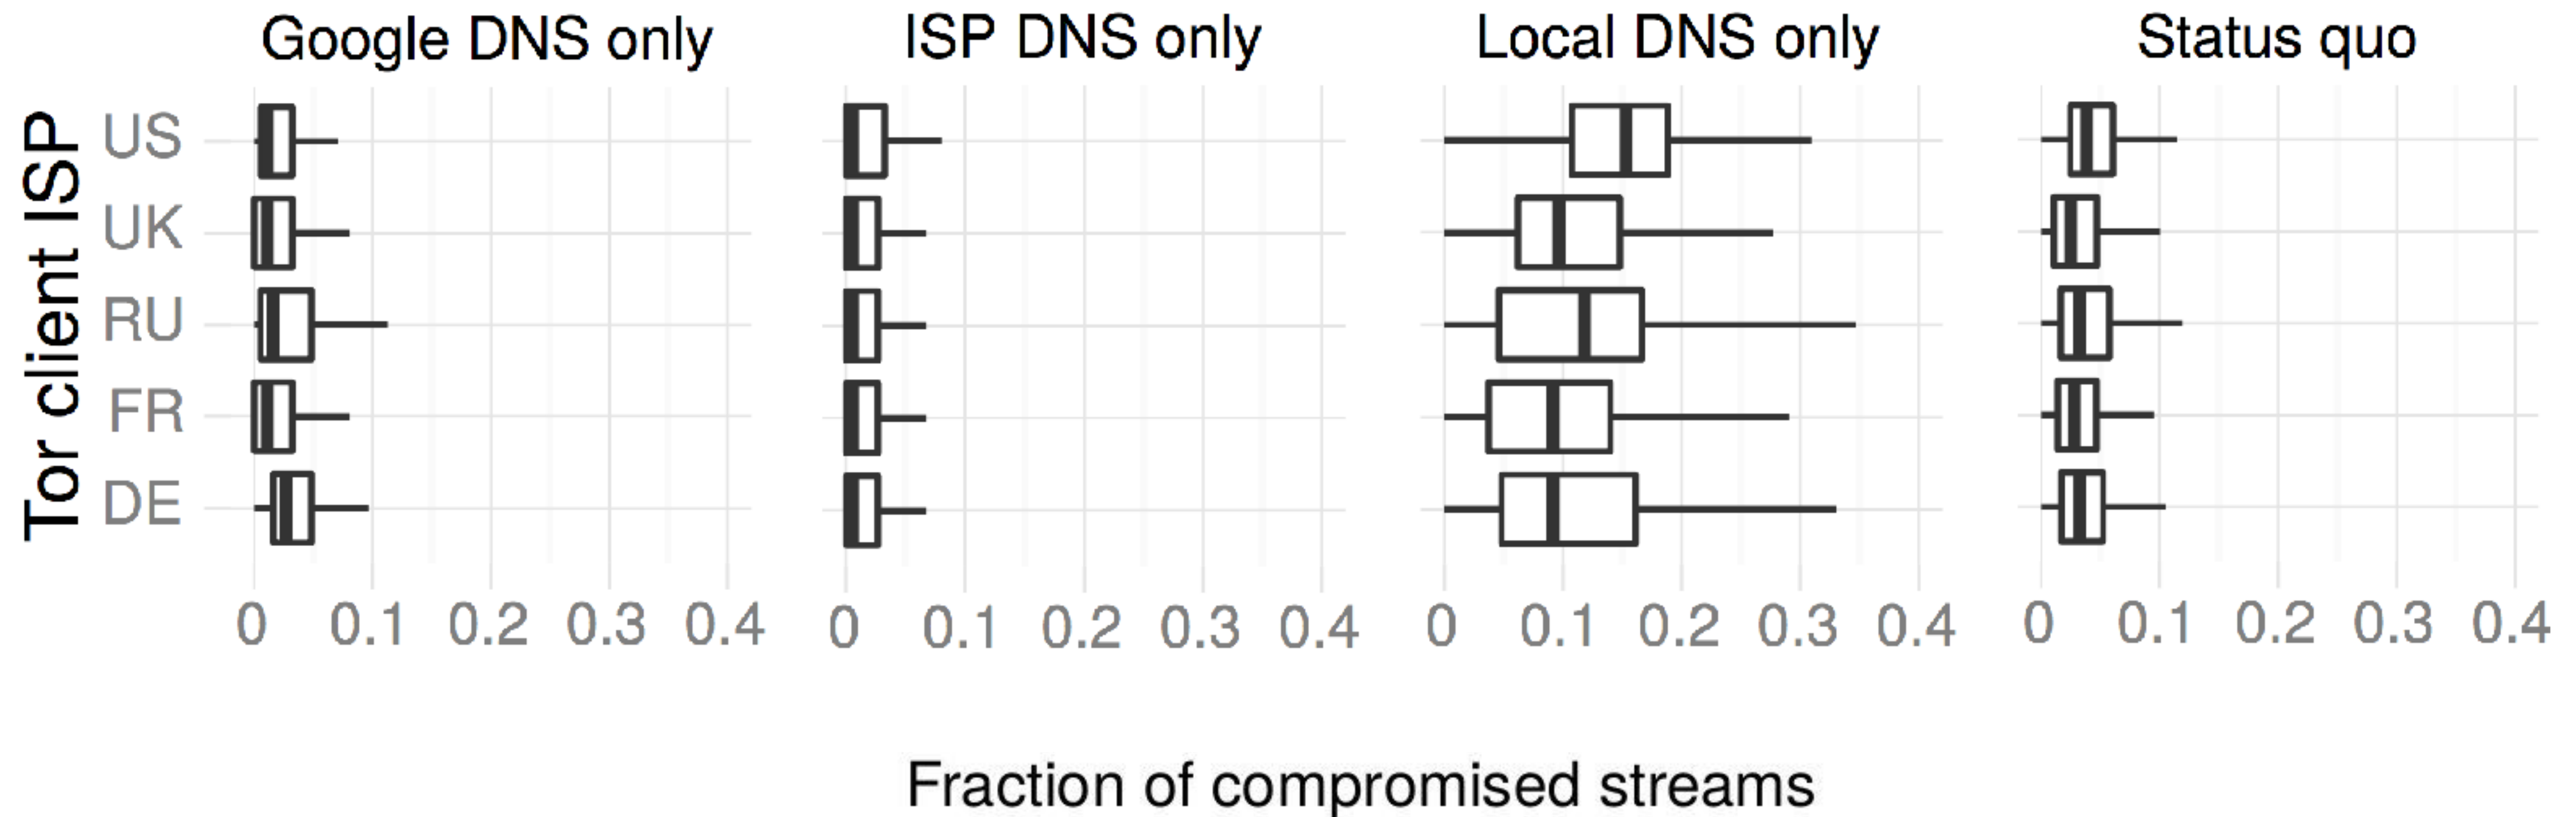 Google DNS only
ISP DNS only
Local DNS only
Status quo
Tor client ISP
US
UK
RU
FR
DE
0 0.1 0.2 0.3 0.4
0 0.1 0.2 0.3 0.4
0 0.1 0.2 0.3 0.4
0 0.1 0.2 0.3 0.4
Fraction of compromised streams